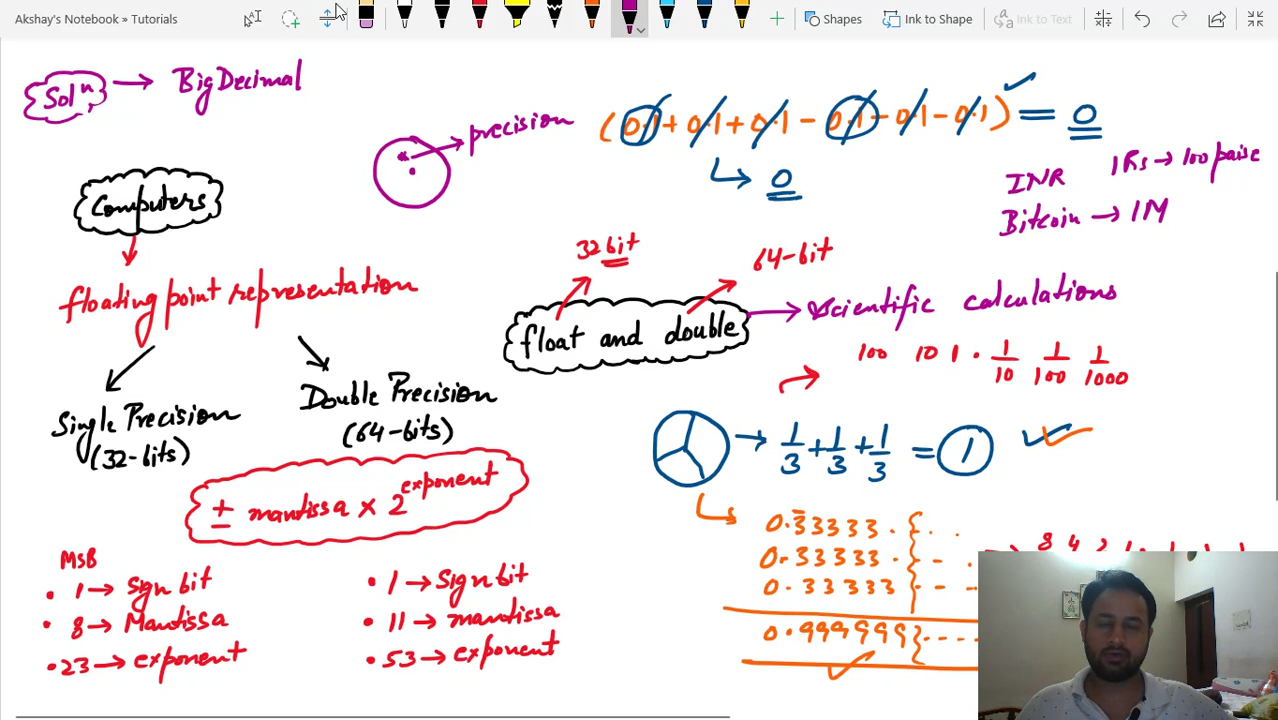 Akshay's Notebook » Tutorials
Shapes
Ink to Shape
Ink to Text
Solⁿ → BigDecimal
precision
(0.1 + 0.1 + 0.1 - 0.1 - 0.1 - 0.1) = 0
↳ 0
INR 1Rs → 100 paise
Bitcoin → 1M
Computers
floating point representation
Single Precision
(32-bits)
Double Precision
(64-bits)
± mantissa × 2^exponent
MSB
• 1 → Sign bit
• 8 → Mantissa
• 23 → exponent
• 1 → Sign bit
• 11 → mantissa
• 53 → exponent
32 bit
64-bit
float and double → Scientific calculations
100 10 1 . 1/10 1/100 1/1000
→ 1/3 + 1/3 + 1/3 = 1
0.33333. . .
0.33333 - - .
0.33333 - -
0.999999 ....
8 4 2